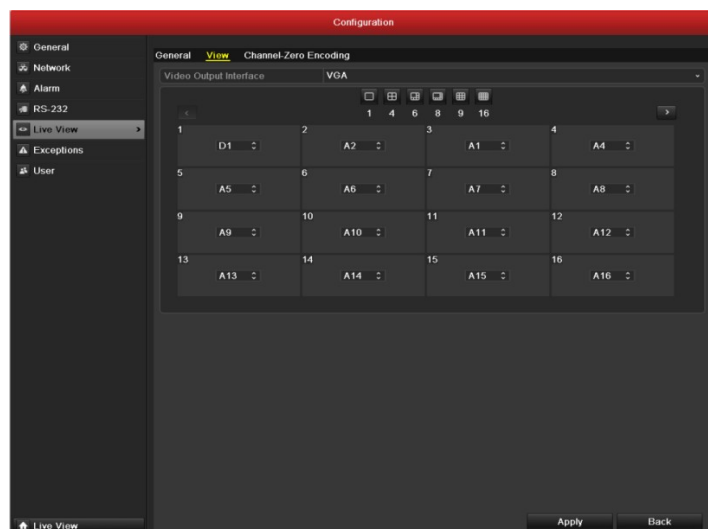 Configuration
General
Network
Alarm
RS-232
Live View
Exceptions
User
General View Channel-Zero Encoding
Video Output Interface VGA
1 4 6 8 9 16
1 2 3 4
D1 A2 A1 A4
5 6 7 8
A5 A6 A7 A8
9 10 11 12
A9 A10 A11 A12
13 14 15 16
A13 A14 A15 A16
Live View
Apply Back